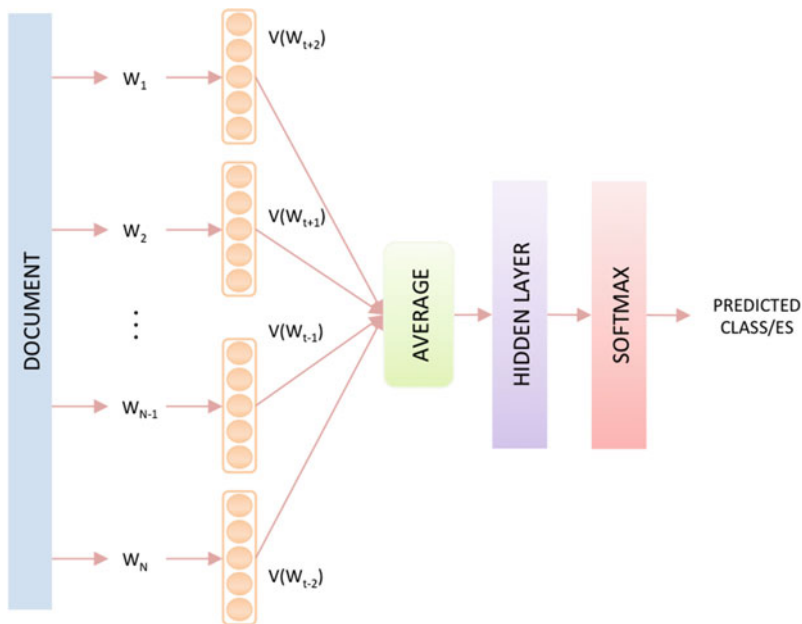 DOCUMENT
W1
V(Wt+2)
W2
V(Wt+1)
⋮
WN-1
V(Wt-1)
WN
V(Wt-2)
AVERAGE
HIDDEN LAYER
SOFTMAX
PREDICTED
CLASS/ES